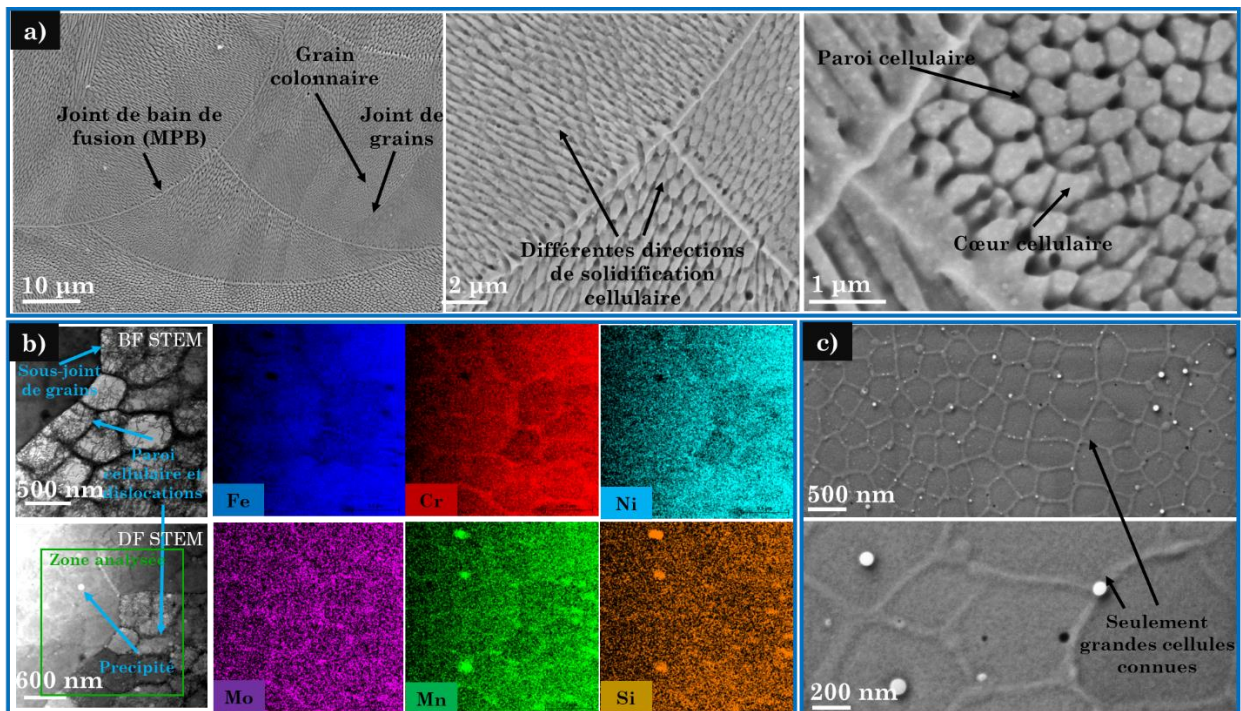 a)
Joint de bain de
fusion (MPB)
Grain
colonnaire
Joint de
grains
10 µm
Différentes directions
de solidification
cellulaire
2 µm
Paroi cellulaire
Cœur cellulaire
1 µm
b)
BF STEM
Sous-joint
de grains
Paroi
cellulaire et
dislocations
500 nm
Fe
Cr
Ni
DF STEM
Zone analysée
Précipité
600 nm
Mo
Mn
Si
c)
500 nm
Seulement
grandes cellules
connues
200 nm